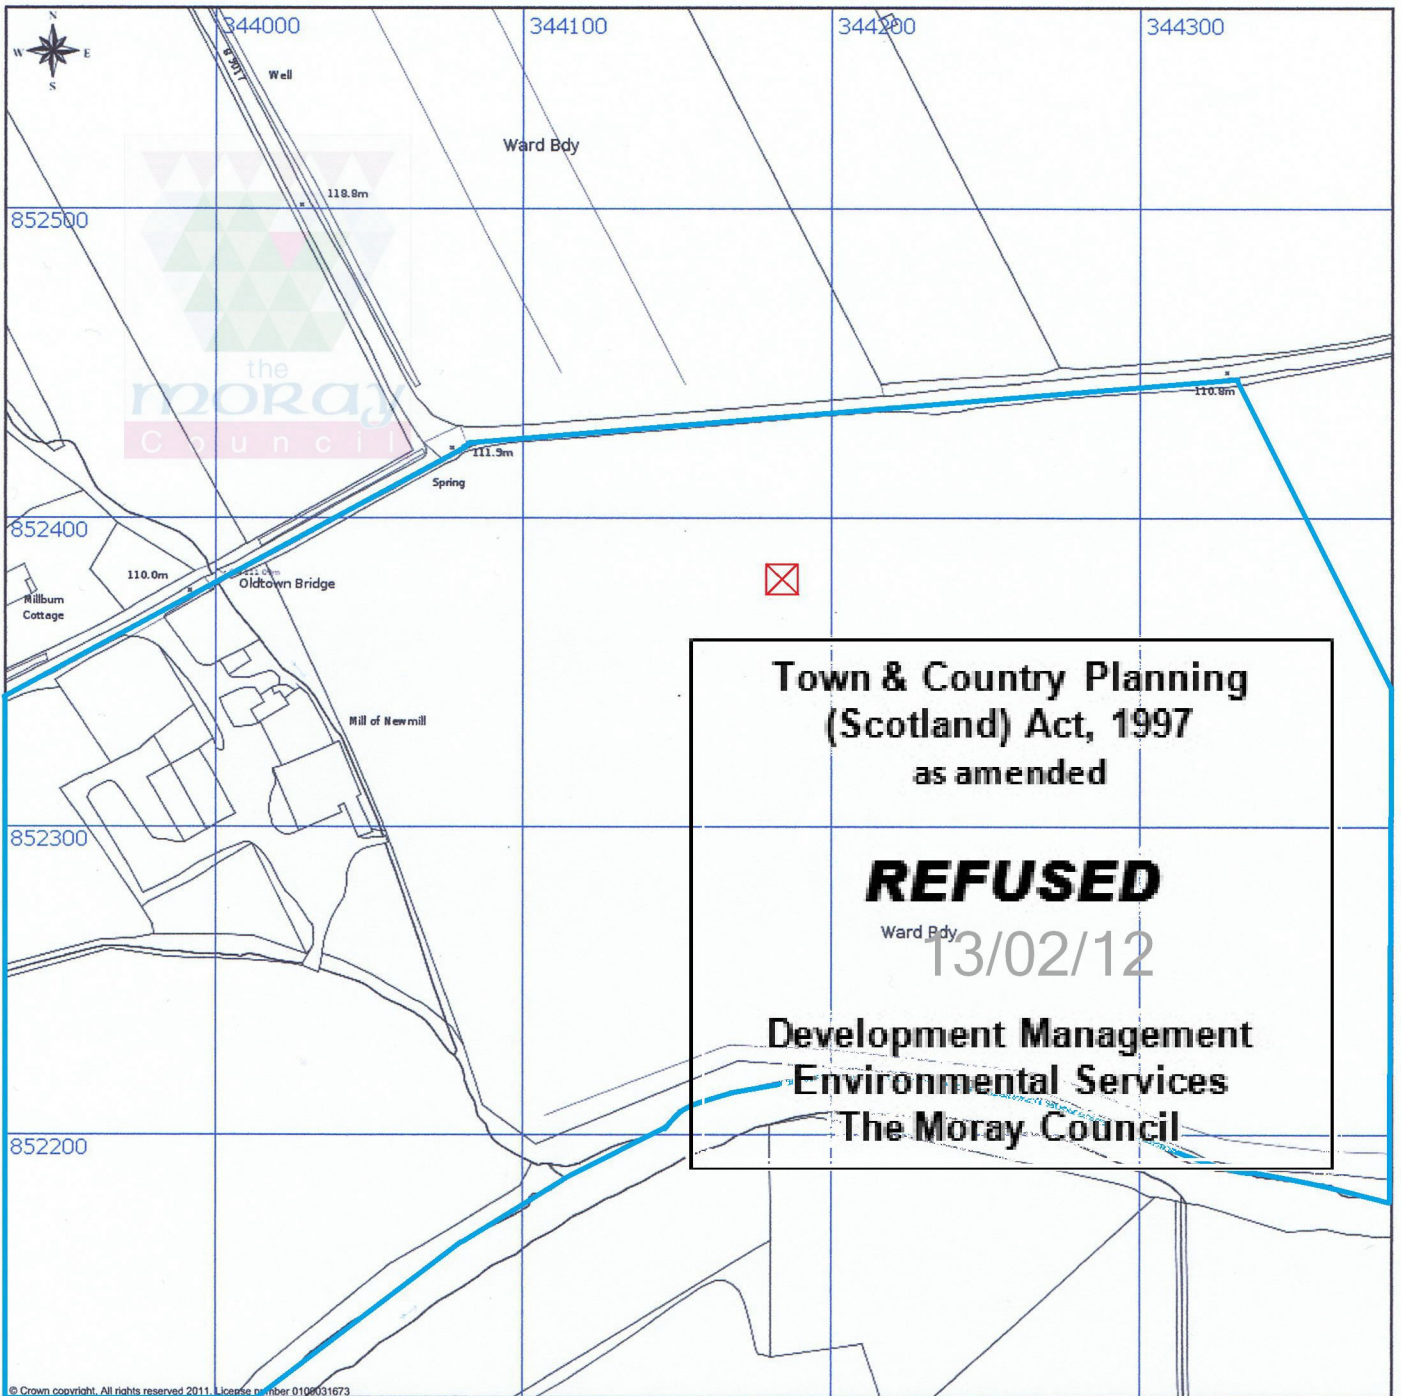 N
W E
S
344000
344100
344200
344300
B 9017
Well
Ward Bdy
118.8m
852500
the
moray
Council
110.8m
111.9m
Spring
852400
110.0m
Oldtown Bridge
Millburn
Cottage
Mill of Newmill
Town & Country Planning
(Scotland) Act, 1997
as amended
852300
REFUSED
Ward Bdy
13/02/12
Development Management
Environmental Services
The Moray Council
852200
© Crown copyright. All rights reserved 2011. License number 0100031673